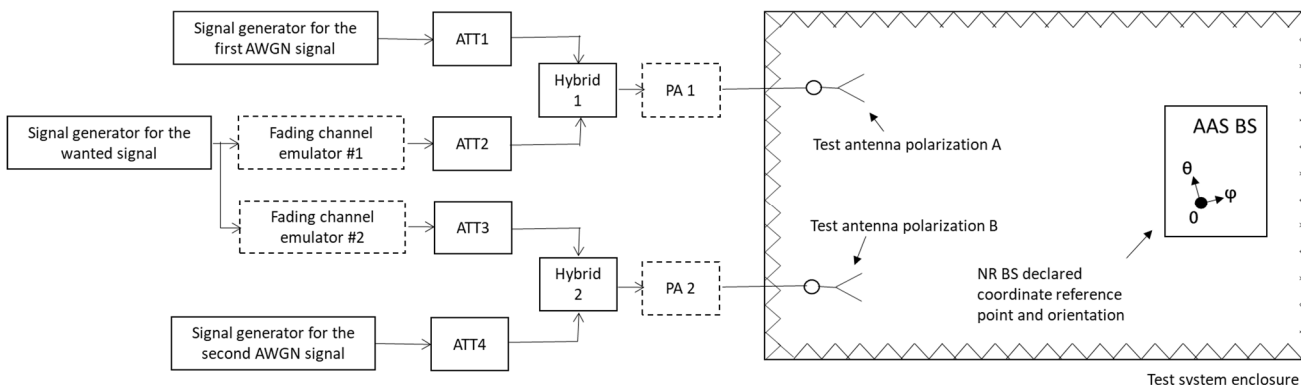 Signal generator for the
the first AWGN signal
ATT1
Hybrid
1
PA 1
Signal generator for the
wanted signal
Fading channel
emulator #1
ATT2
Fading channel
emulator #2
ATT3
Hybrid
2
PA 2
Signal generator for the
second AWGN signal
ATT4
Test antenna polarization A
Test antenna polarization B
AAS BS
θ
φ
0
NR BS declared
coordinate reference
point and orientation
Test system enclosure